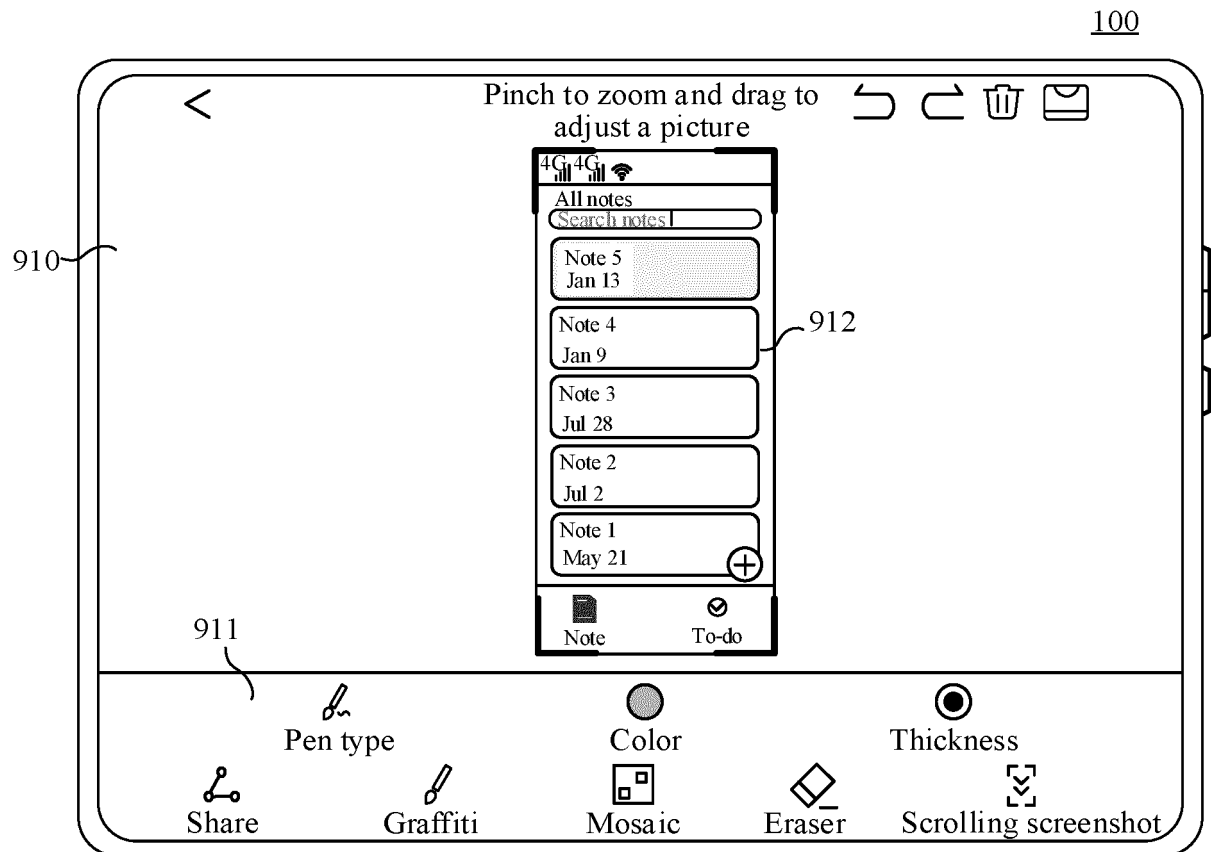 100
Pinch to zoom and drag to
adjust a picture
4G 4G
All notes
Search notes
910
Note 5
Jan 13
Note 4
912
Jan 9
Note 3
Jul 28
Note 2
Jul 2
Note 1
May 21
Note To-do
911
Pen type Color Thickness
Share Graffiti Mosaic Eraser Scrolling screenshot